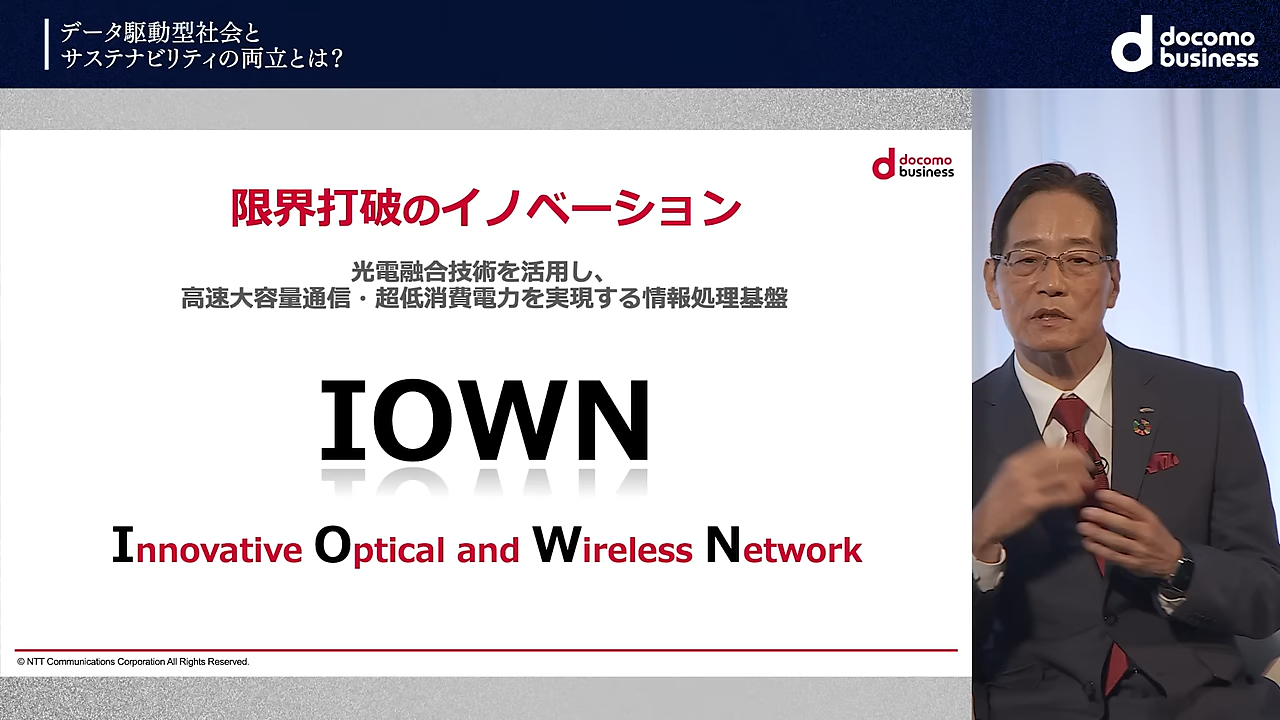 データ駆動型社会と
サステナビリティの両立とは?
docomo
business
docomo
business
限界打破のイノベーション
光電融合技術を活用し、
高速大容量通信・超低消費電力を実現する情報処理基盤
IOWN
Innovative Optical and Wireless Network
© NTT Communications Corporation All Rights Reserved.